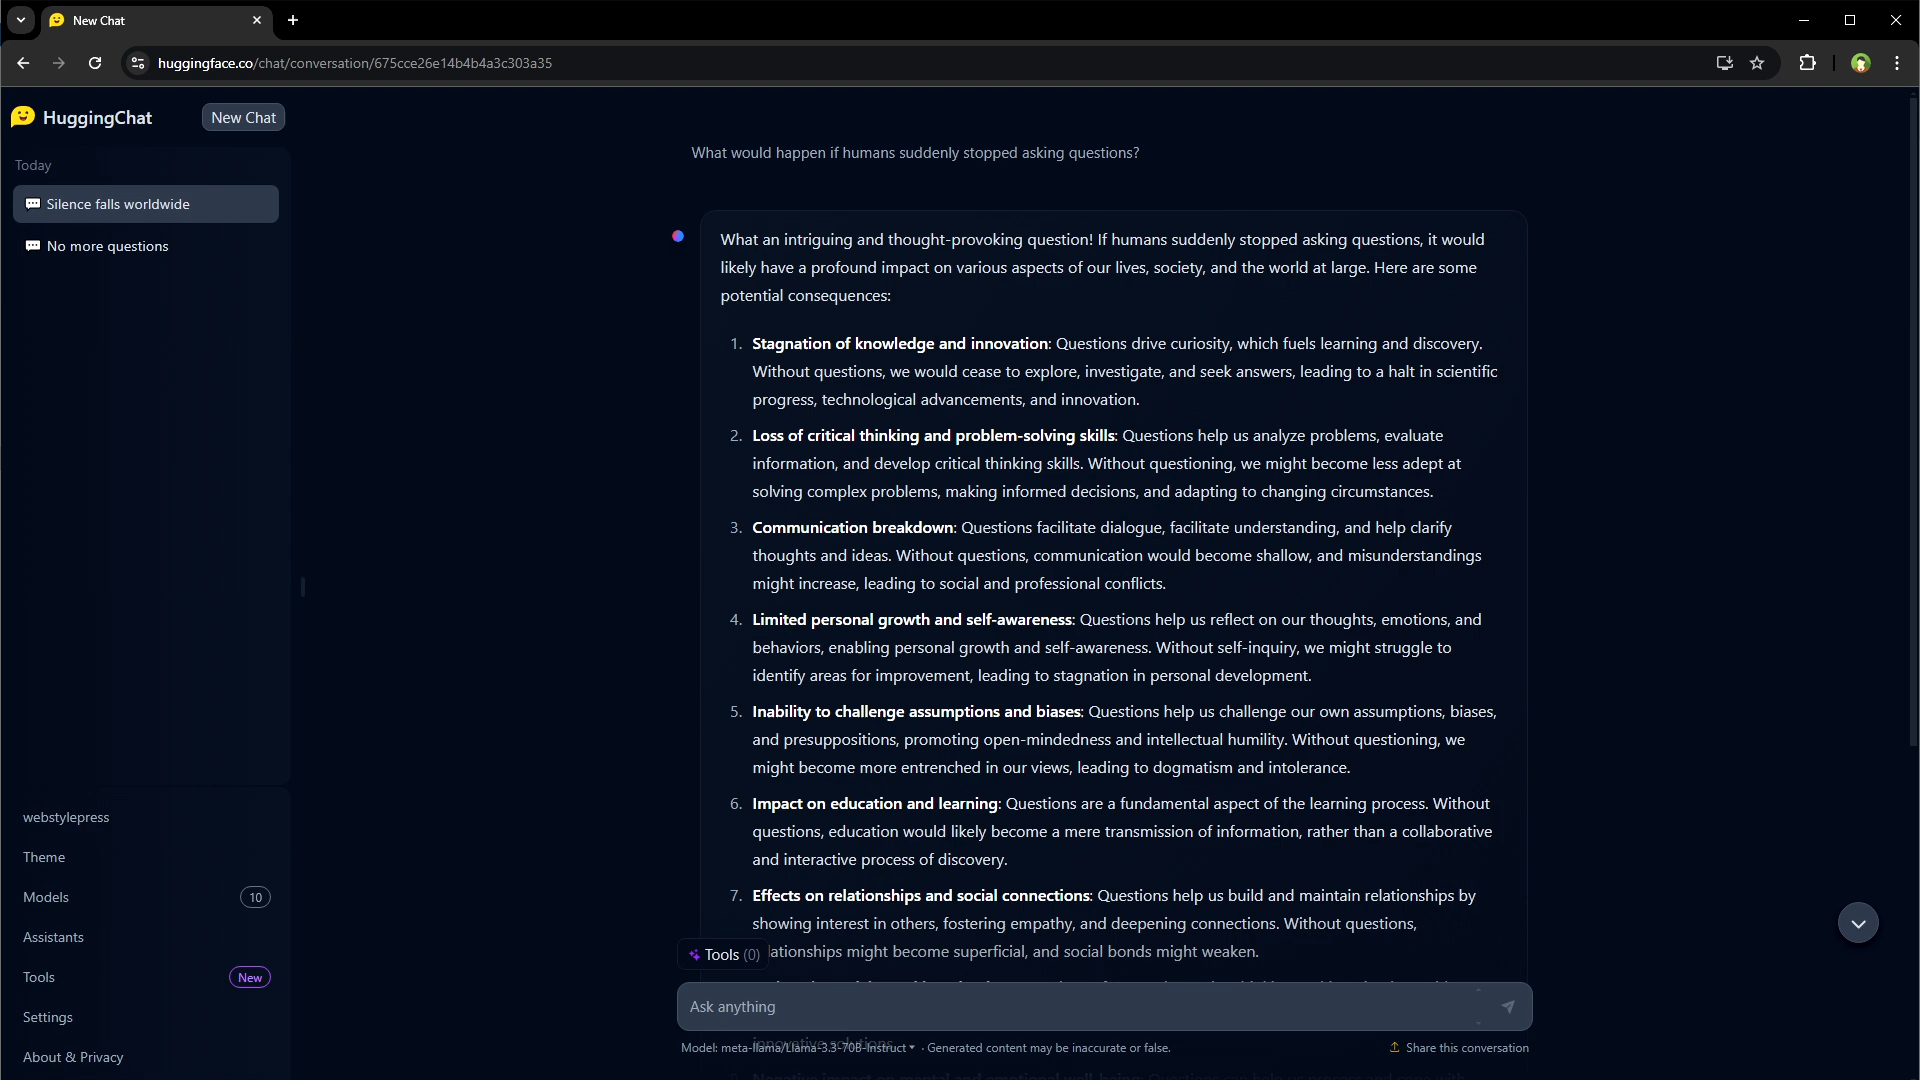 New Chat
huggingface.co/chat/conversation/675cce26e14b4b4a3c303a35
HuggingChat
New Chat
Today
Silence falls worldwide
No more questions
webstylepress
Theme
Models
10
Assistants
Tools
New
Settings
About & Privacy
What would happen if humans suddenly stopped asking questions?
What an intriguing and thought-provoking question! If humans suddenly stopped asking questions, it would
likely have a profound impact on various aspects of our lives, society, and the world at large. Here are some
potential consequences:
1. Stagnation of knowledge and innovation: Questions drive curiosity, which fuels learning and discovery.
Without questions, we would cease to explore, investigate, and seek answers, leading to a halt in scientific
progress, technological advancements, and innovation.
2. Loss of critical thinking and problem-solving skills: Questions help us analyze problems, evaluate
information, and develop critical thinking skills. Without questioning, we might become less adept at
solving complex problems, making informed decisions, and adapting to changing circumstances.
3. Communication breakdown: Questions facilitate dialogue, facilitate understanding, and help clarify
thoughts and ideas. Without questions, communication would become shallow, and misunderstandings
might increase, leading to social and professional conflicts.
4. Limited personal growth and self-awareness: Questions help us reflect on our thoughts, emotions, and
behaviors, enabling personal growth and self-awareness. Without self-inquiry, we might struggle to
identify areas for improvement, leading to stagnation in personal development.
5. Inability to challenge assumptions and biases: Questions help us challenge our own assumptions, biases,
and presuppositions, promoting open-mindedness and intellectual humility. Without questioning, we
might become more entrenched in our views, leading to dogmatism and intolerance.
6. Impact on education and learning: Questions are a fundamental aspect of the learning process. Without
questions, education would likely become a mere transmission of information, rather than a collaborative
and interactive process of discovery.
7. Effects on relationships and social connections: Questions help us build and maintain relationships by
showing interest in others, fostering empathy, and deepening connections. Without questions,
lationships might become superficial, and social bonds might weaken.
Tools (0)
Ask anything
innovative solutions.
Model: meta-llama/Llama-3.3-70B-Instruct · Generated content may be inaccurate or false.
Share this conversation